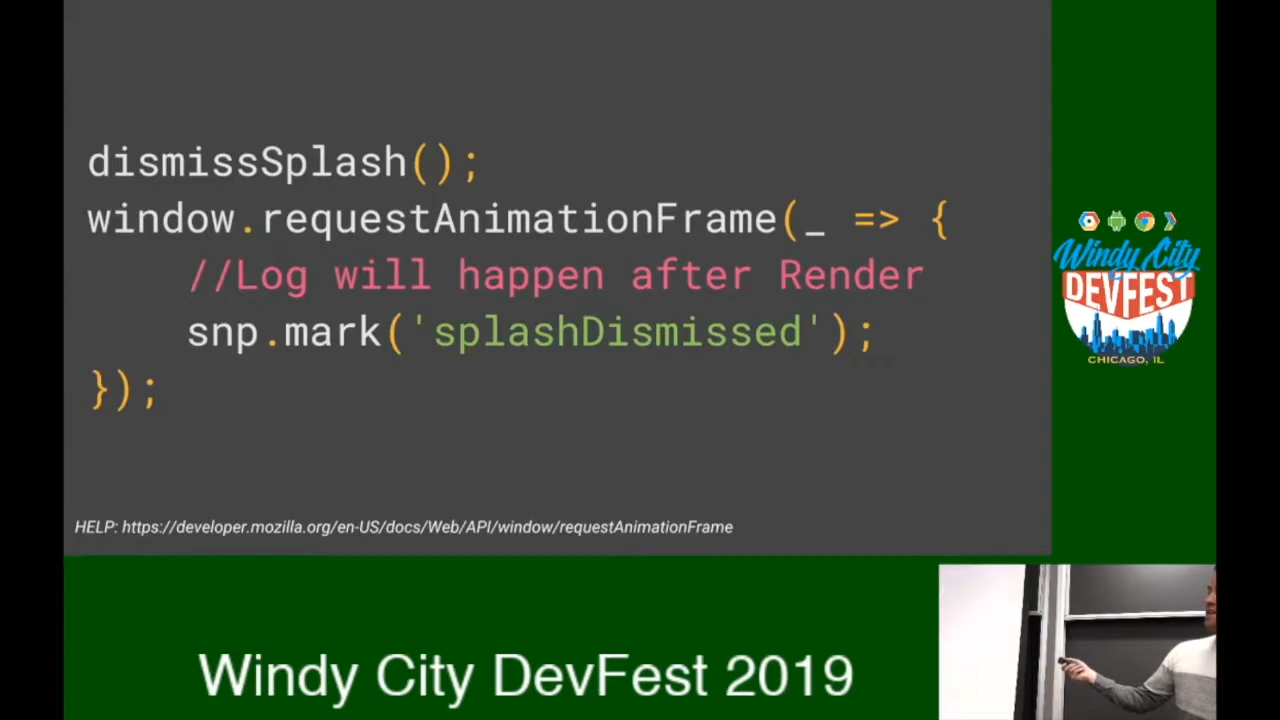 dismissSplash();
window.requestAnimationFrame(_ => {
//Log will happen after Render
snp.mark('splashDismissed');
});
HELP: https://developer.mozilla.org/en-US/docs/Web/API/window/requestAnimationFrame
Windy City
DEVFEST
CHICAGO, IL
Windy City DevFest 2019